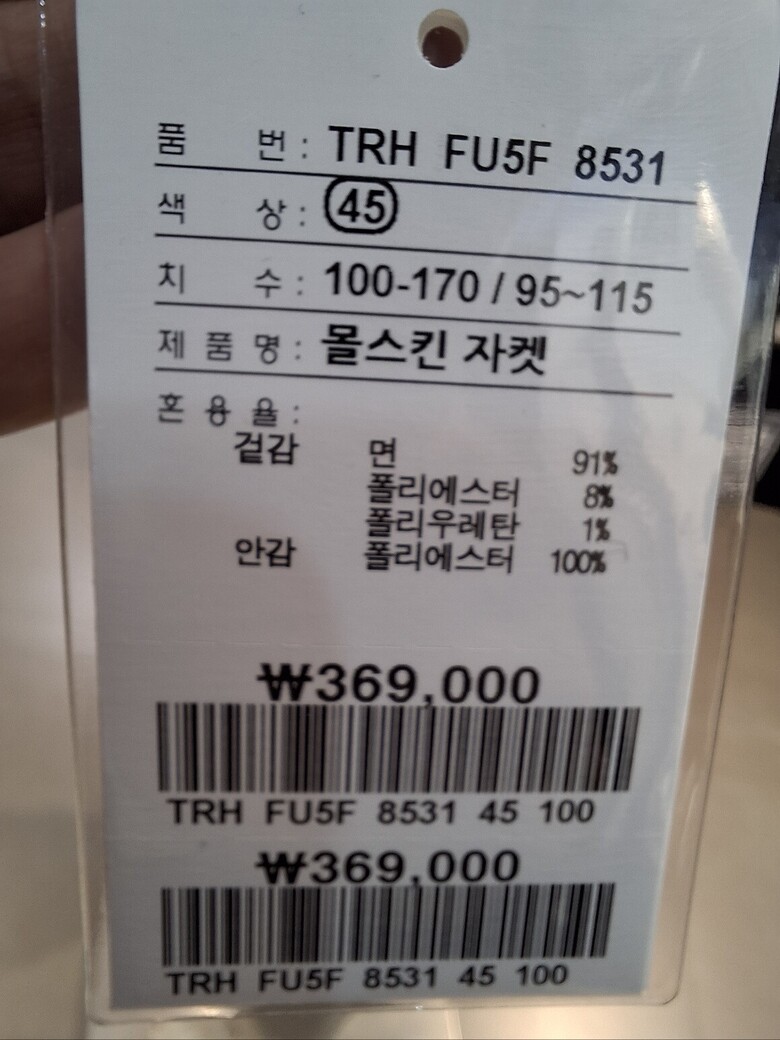 품 번 : TRH FU5F 8531
색 상 : 45
치 수 : 100-170 / 95~115
제 품 명 : 몰스킨 자켓
혼 용 율 :
겉감 면 91%
폴리에스터 8%
폴리우레탄 1%
안감 폴리에스터 100%
₩369,000
TRH FU5F 8531 45 100
₩369,000
TRH FU5F 8531 45 100